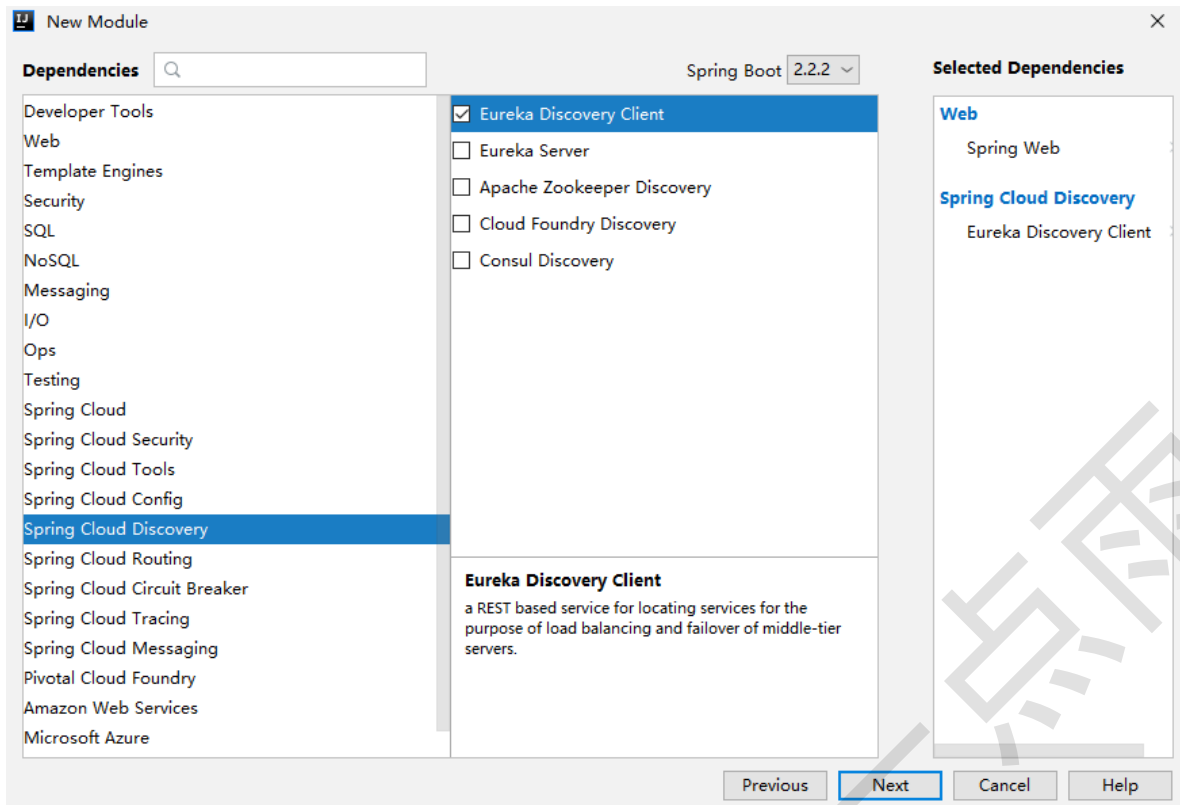 New Module
Dependencies
Spring Boot 2.2.2
Selected Dependencies
Developer Tools
Web
Template Engines
Security
SQL
NoSQL
Messaging
I/O
Ops
Testing
Spring Cloud
Spring Cloud Security
Spring Cloud Tools
Spring Cloud Config
Spring Cloud Discovery
Spring Cloud Routing
Spring Cloud Circuit Breaker
Spring Cloud Tracing
Spring Cloud Messaging
Pivotal Cloud Foundry
Amazon Web Services
Microsoft Azure
Eureka Discovery Client
Eureka Server
Apache Zookeeper Discovery
Cloud Foundry Discovery
Consul Discovery
Eureka Discovery Client
a REST based service for locating services for the
purpose of load balancing and failover of middle-tier
servers.
Web
Spring Web
Spring Cloud Discovery
Eureka Discovery Client
Previous
Next
Cancel
Help
点雨